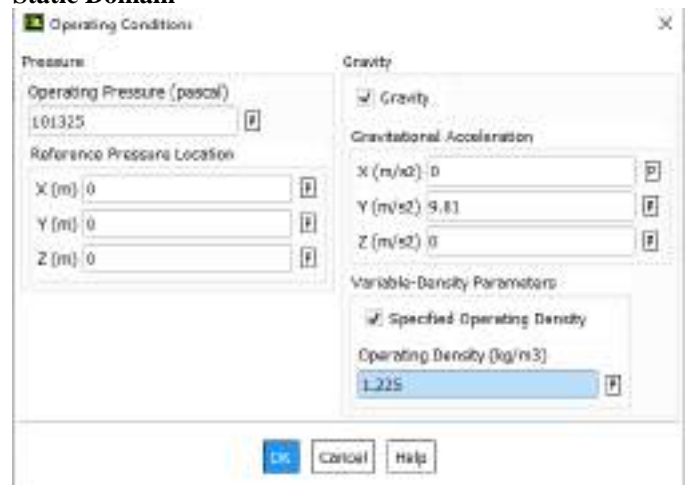 Static Domain
Operating Conditions
Pressure
Operating Pressure (pascal)
101325
P
Reference Pressure Location
X (m) 0
P
Y (m) 0
P
Z (m) 0
P
Gravity
Gravity
Gravitational Acceleration
X (m/s2) 0
P
Y (m/s2) 9.81
P
Z (m/s2) 0
P
Variable-Density Parameters
Specified Operating Density
Operating Density (kg/m3)
1.225
P
OK Cancel Help